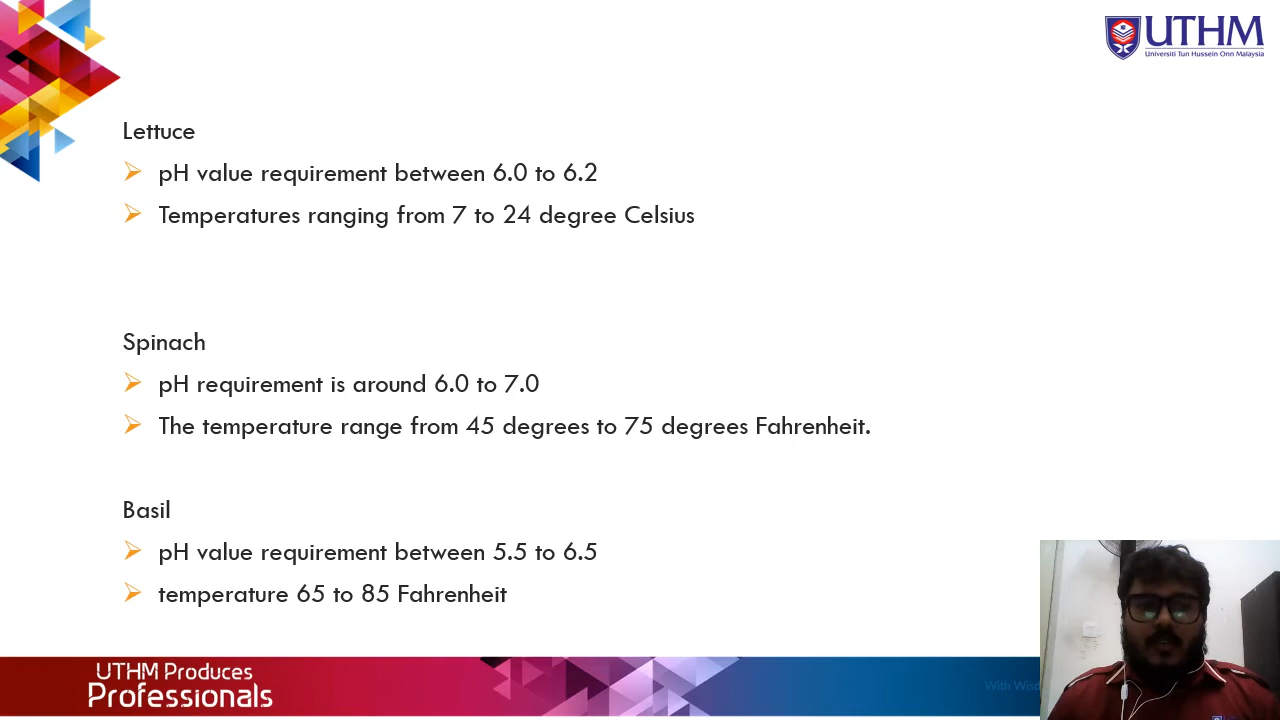 UTHM
Universiti Tun Hussein Onn Malaysia
Lettuce
pH value requirement between 6.0 to 6.2
Temperatures ranging from 7 to 24 degree Celsius
Spinach
pH requirement is around 6.0 to 7.0
The temperature range from 45 degrees to 75 degrees Fahrenheit.
Basil
pH value requirement between 5.5 to 6.5
temperature 65 to 85 Fahrenheit
UTHM Produces
Professionals
With